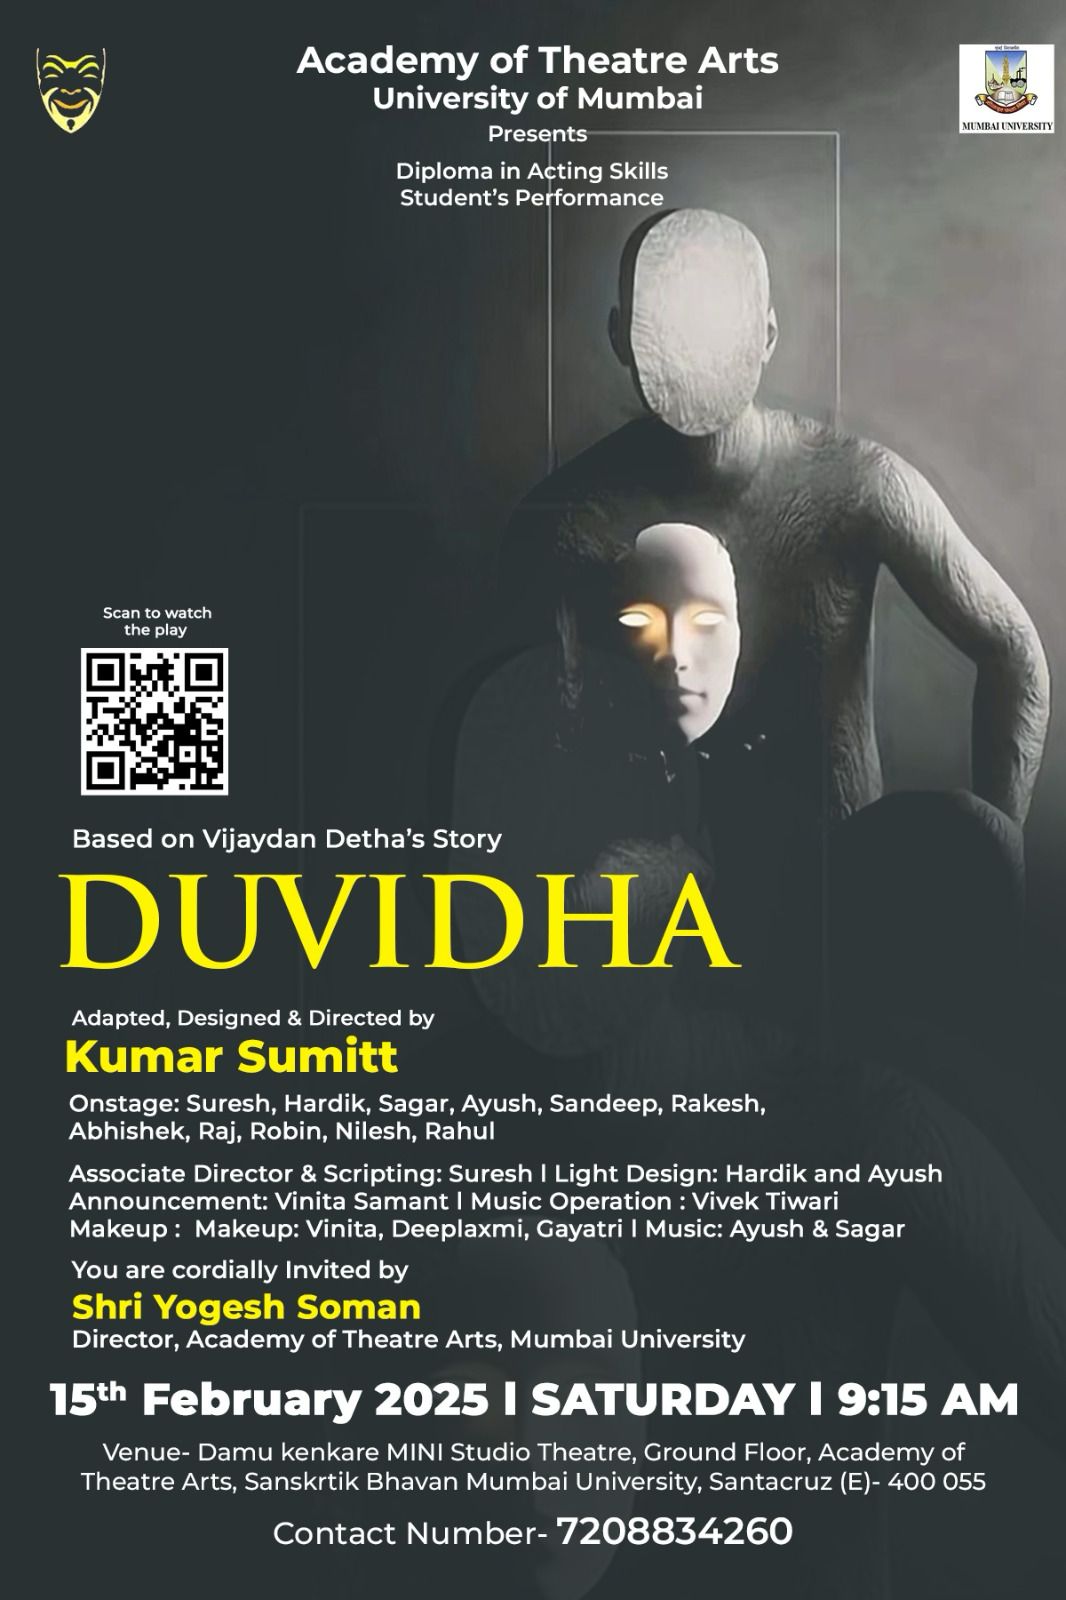 Academy of Theatre Arts
University of Mumbai
Presents
Diploma in Acting Skills
Student's Performance
MUMBAI UNIVERSITY
Scan to watch
the play
Based on Vijaydan Detha's Story
DUVIDHA
Adapted, Designed & Directed by
Kumar Sumitt
Onstage: Suresh, Hardik, Sagar, Ayush, Sandeep, Rakesh,
Abhishek, Raj, Robin, Nilesh, Rahul
Associate Director & Scripting: Suresh l Light Design: Hardik and Ayush
Announcement: Vinita Samant l Music Operation : Vivek Tiwari
Makeup :  Makeup: Vinita, Deeplaxmi, Gayatri l Music: Ayush & Sagar
You are cordially Invited by
Shri Yogesh Soman
Director, Academy of Theatre Arts, Mumbai University
15th February 2025 l SATURDAY l 9:15 AM
Venue- Damu kenkare MINI Studio Theatre, Ground Floor, Academy of
Theatre Arts, Sanskrtik Bhavan Mumbai University, Santacruz (E)- 400 055
Contact Number- 7208834260